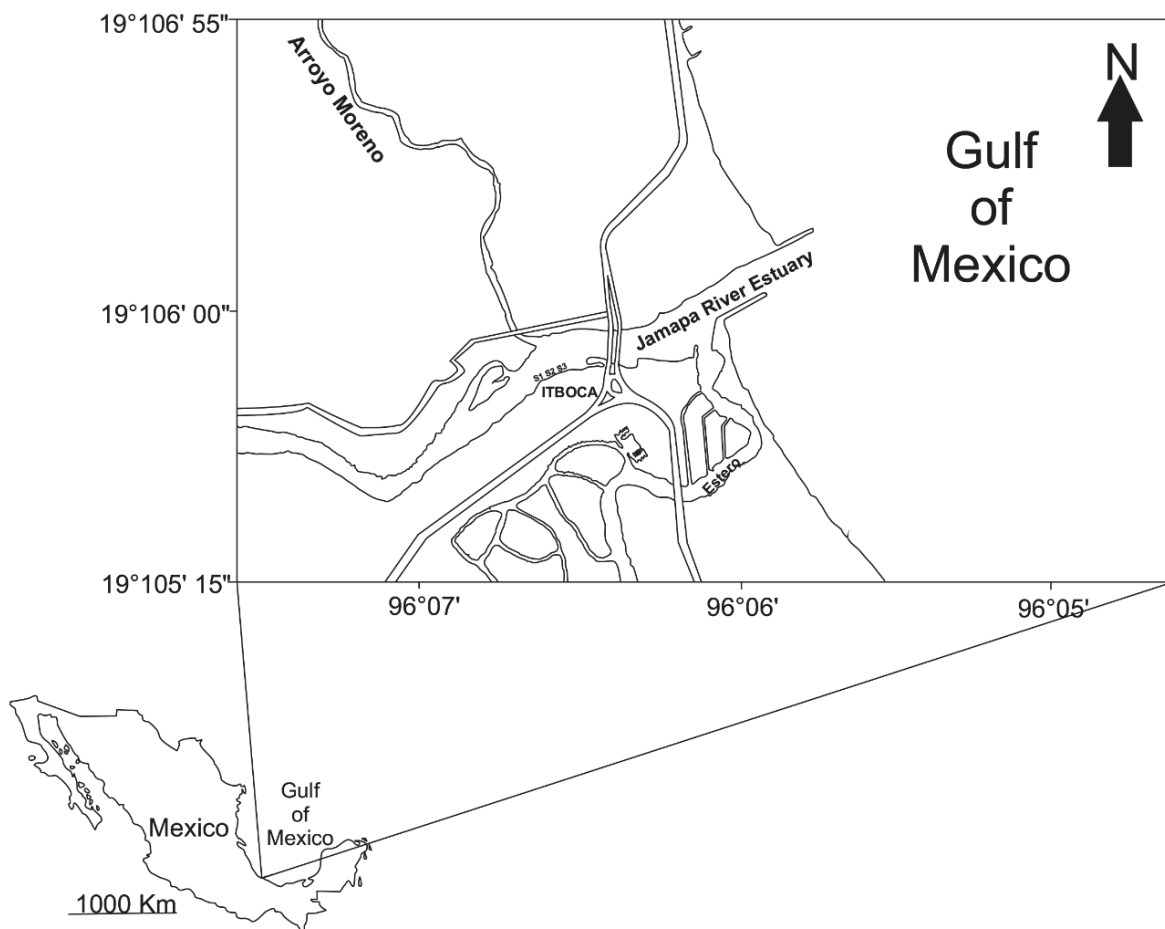 19°106' 55"
Arroyo Moreno
N
Gulf
of
Mexico
Jamapa River Estuary
19°106' 00"
S1 S2 S3
ITBOCA
Estero
19°105' 15"
96°07'
96°06'
96°05'
Gulf
of
Mexico
Mexico
1000 Km